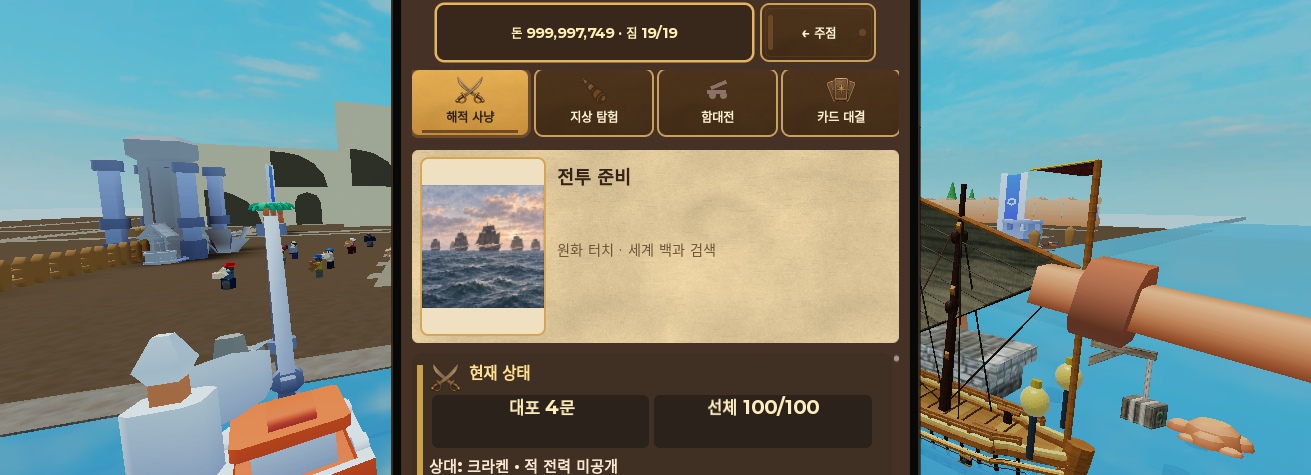 돈 999,997,749 · 짐 19/19
← 주점
해적 사냥
지상 탐험
함대전
카드 대결
전투 준비
원화 터치 · 세계 백과 검색
현재 상태
대포 4문
선체 100/100
상대: 크라켄 • 적 전력 미공개